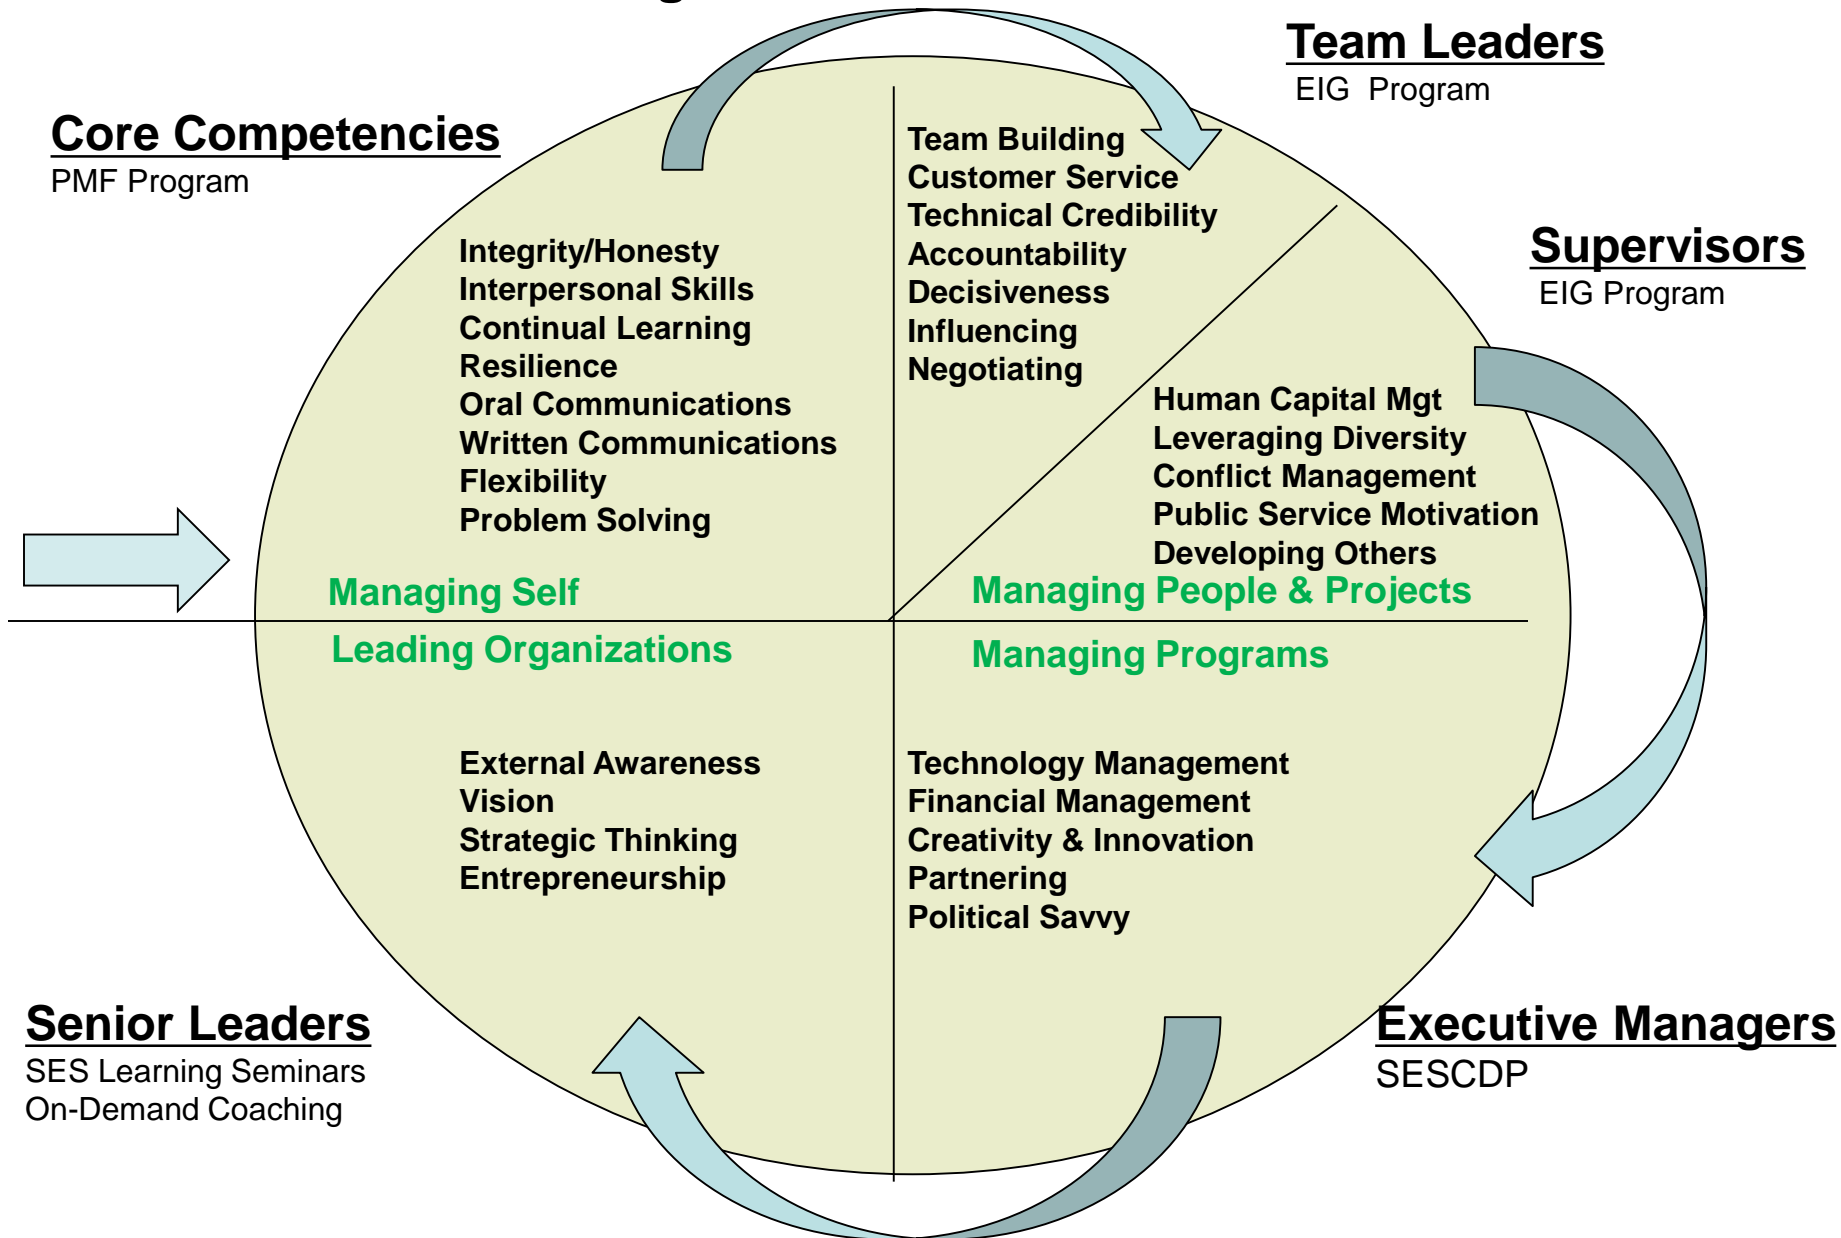 Core Competencies
PMF Program
Integrity/Honesty
Interpersonal Skills
Continual Learning
Resilience
Oral Communications
Written Communications
Flexibility
Problem Solving
Managing Self
Team Leaders
EIG Program
Team Building
Customer Service
Technical Credibility
Accountability
Decisiveness
Influencing
Negotiating
Supervisors
EIG Program
Human Capital Mgt
Leveraging Diversity
Conflict Management
Public Service Motivation
Developing Others
Managing People & Projects
Leading Organizations
External Awareness
Vision
Strategic Thinking
Entrepreneurship
Senior Leaders
SES Learning Seminars
On-Demand Coaching
Managing Programs
Technology Management
Financial Management
Creativity & Innovation
Partnering
Political Savvy
Executive Managers
SESCDP